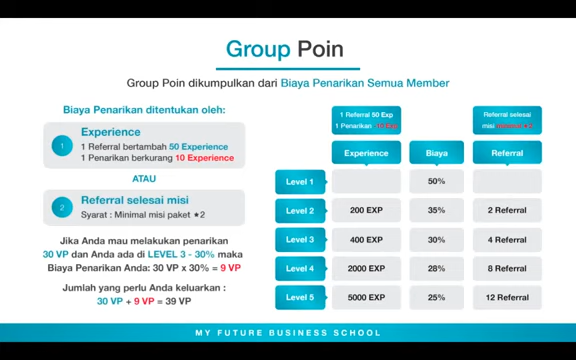 Group Poin
Group Poin dikumpulkan dari Biaya Penarikan Semua Member
Biaya Penarikan ditentukan oleh:
1
Experience
1 Referral bertambah 50 Experience
1 Penarikan berkurang 10 Experience
ATAU
2
Referral selesai misi
Syarat : Minimal misi paket ★2
Jika Anda mau melakukan penarikan
30 VP dan Anda ada di LEVEL 3 - 30% maka
Biaya Penarikan Anda: 30 VP x 30% = 9 VP
Jumlah yang perlu Anda keluarkan :
30 VP + 9 VP = 39 VP
1 Referral 50 Exp
1 Penarikan -10 Exp
Referral selesai
misi minimal ★2
Experience Biaya Referral
Level 1 50%
Level 2 200 EXP 35% 2 Referral
Level 3 400 EXP 30% 4 Referral
Level 4 2000 EXP 28% 8 Referral
Level 5 5000 EXP 25% 12 Referral
MY FUTURE BUSINESS SCHOOL